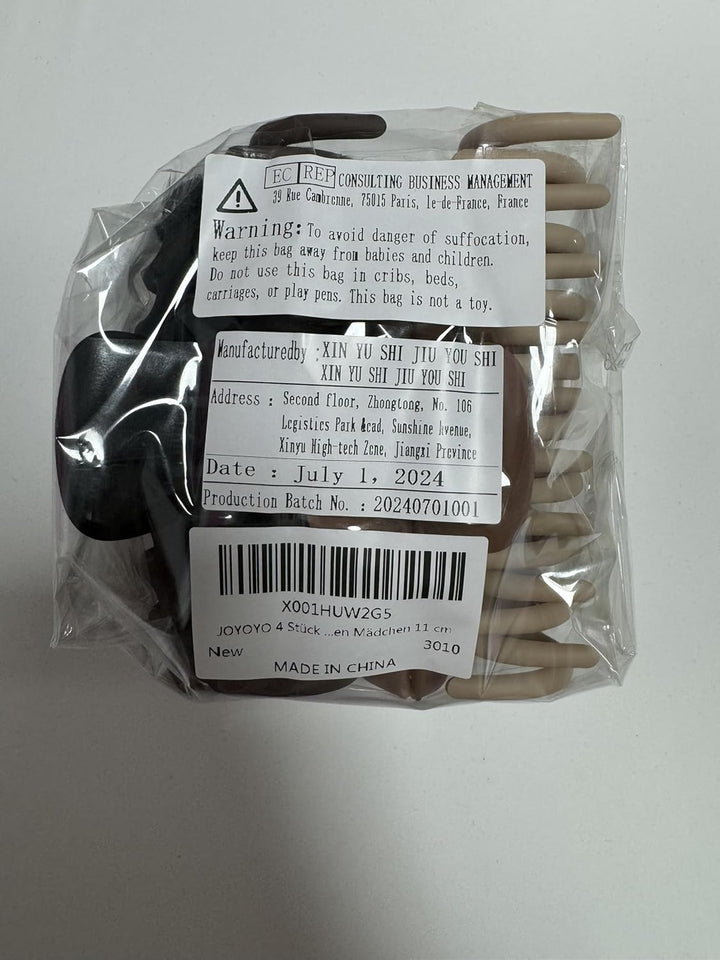 EC REP CONSULTING BUSINESS MANAGEMENT
39 Rue Cambronne, 75015 Paris, le-de-France, France
Warning: To avoid danger of suffocation,
keep this bag away from babies and children.
Do not use this bag in cribs, beds,
carriages, or play pens. This bag is not a toy.
Manufacturedby :XIN YU SHI JIU YOU SHI
XIN YU SHI JIU YOU SHI
Address : Second floor, Zhongtong, No. 106
Logistics Park Road, Sunshine Avenue,
Xinyu High-tech Zone, Jiangxi Province
Date : July 1, 2024
Production Batch No. : 20240701001
X001HUW2G5
JOYOYO 4 Stück ...en Mädchen 11 cm
New 3010
MADE IN CHINA